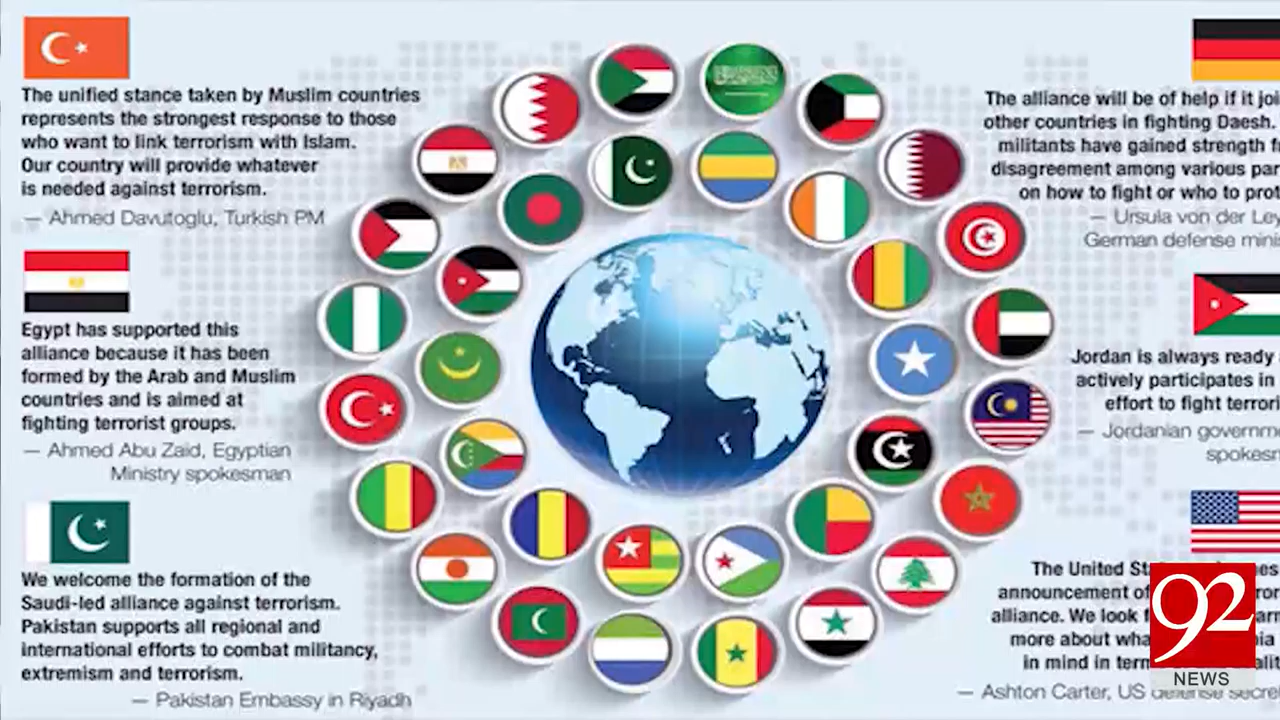 The unified stance taken by Muslim countries
represents the strongest response to those
who want to link terrorism with Islam.
Our country will provide whatever
is needed against terrorism.
— Ahmed Davutoglu, Turkish PM
Egypt has supported this
alliance because it has been
formed by the Arab and Muslim
countries and is aimed at
fighting terrorist groups.
— Ahmed Abu Zaid, Egyptian
Ministry spokesman
We welcome the formation of the
Saudi-led alliance against terrorism.
Pakistan supports all regional and
international efforts to combat militancy,
extremism and terrorism.
— Pakistan Embassy in Riyadh
The alliance will be of help if it
other countries in fighting Daesh.
militants have gained strength
disagreement among various
on how to fight or who to
— Ursula von der
German defense
Jordan is always ready
actively participates in
effort to fight
— Jordanian
The United
announcement of
alliance. We look
more about
in mind in
— Ashton Carter, US defense
92
NEWS